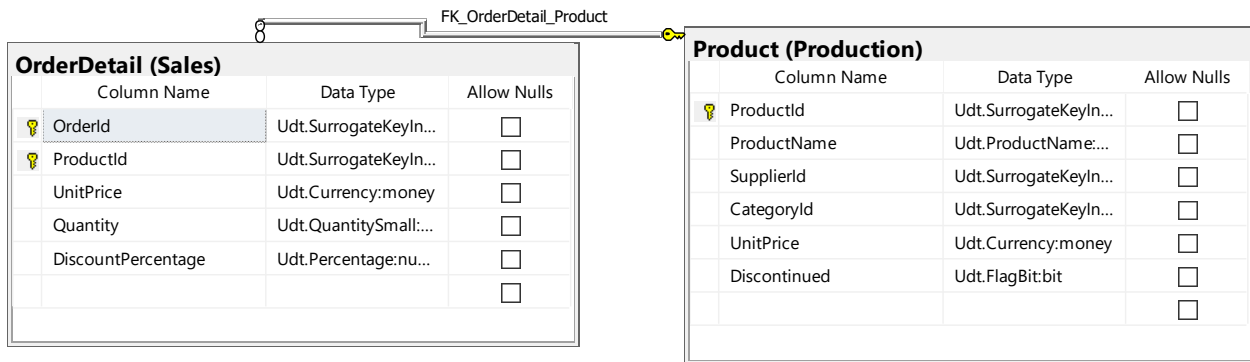 FK_OrderDetail_Product
OrderDetail (Sales)
Column Name Data Type Allow Nulls
OrderId Udt.SurrogateKeyIn...
ProductId Udt.SurrogateKeyIn...
UnitPrice Udt.Currency:money
Quantity Udt.QuantitySmall:...
DiscountPercentage Udt.Percentage:nu...
Product (Production)
Column Name Data Type Allow Nulls
ProductId Udt.SurrogateKeyIn...
ProductName Udt.ProductName:...
SupplierId Udt.SurrogateKeyIn...
CategoryId Udt.SurrogateKeyIn...
UnitPrice Udt.Currency:money
Discontinued Udt.FlagBit:bit